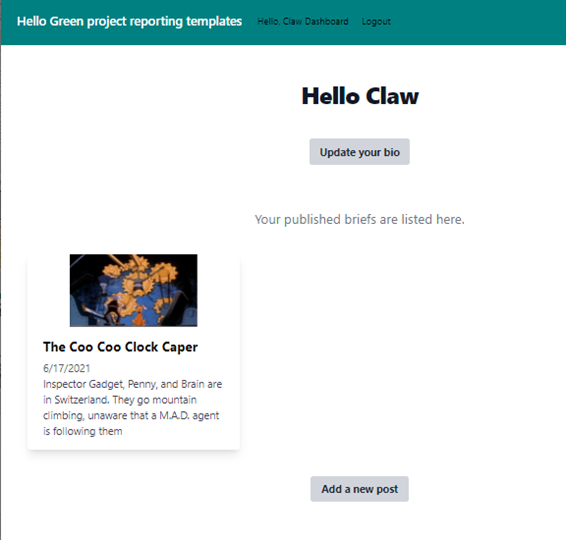 Hello Green project reporting templates Hello, Claw Dashboard Logout
Hello Claw
Update your bio
Your published briefs are listed here.
The Coo Coo Clock Caper
6/17/2021
Inspector Gadget, Penny, and Brain are
in Switzerland. They go mountain
climbing, unaware that a M.A.D. agent
is following them
Add a new post